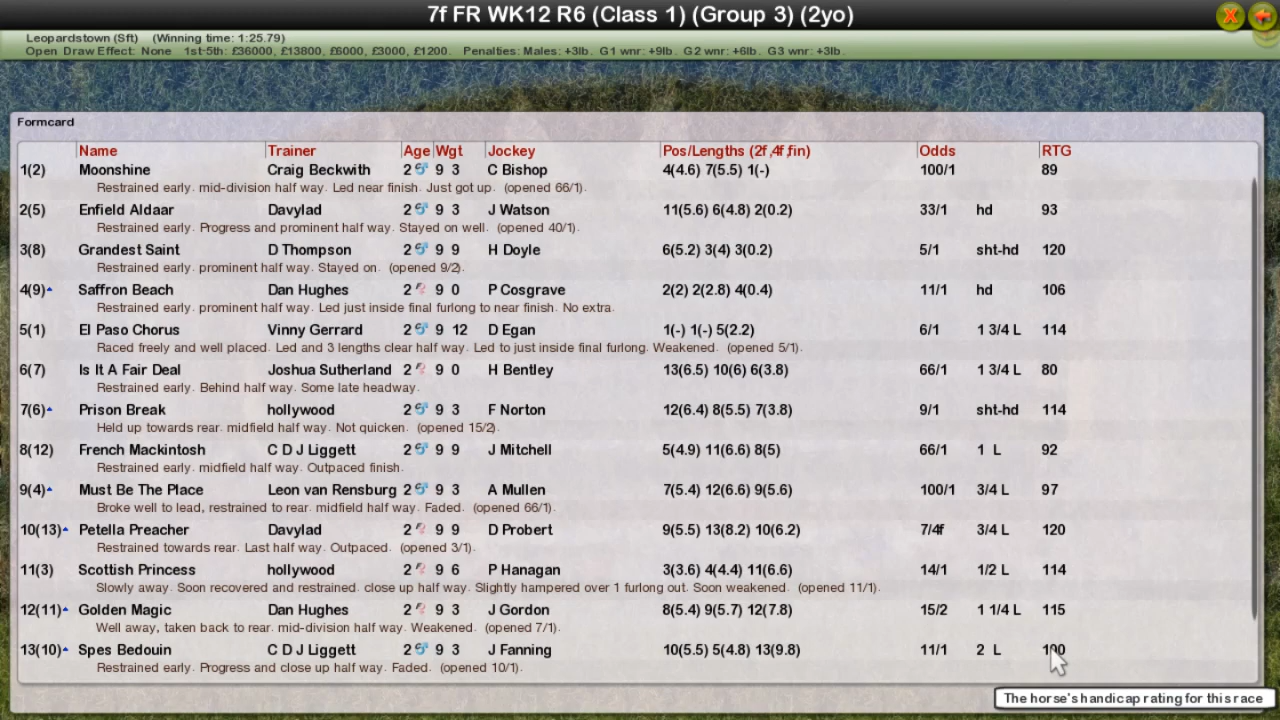 7f FR WK12 R6 (Class 1) (Group 3) (2yo)
Leopardstown (Sft) (Winning time: 1:25.79)
Open Draw Effect: None 1st-5th: £36000, £13800, £6000, £3000, £1200. Penalties: Males: +3lb. G1 wnr: +9lb. G2 wnr: +6lb. G3 wnr: +3lb.
Formcard
Name Trainer Age Wgt Jockey Pos/Lengths (2f,4f,fin) Odds RTG
1(2) Moonshine Craig Beckwith 2 9 3 C Bishop 4(4.6) 7(5.5) 1(-) 100/1 89
Restrained early. mid-division half way. Led near finish. Just got up. (opened 66/1).
2(5) Enfield Aldaar Davylad 2 9 3 J Watson 11(5.6) 6(4.8) 2(0.2) 33/1 hd 93
Restrained early. Progress and prominent half way. Stayed on well. (opened 40/1).
3(8) Grandest Saint D Thompson 2 9 9 H Doyle 6(5.2) 3(4) 3(0.2) 5/1 sht-hd 120
Restrained early. prominent half way. Stayed on. (opened 9/2).
4(9) Saffron Beach Dan Hughes 2 9 0 P Cosgrave 2(2) 2(2.8) 4(0.4) 11/1 hd 106
Restrained early. prominent half way. Led just inside final furlong to near finish. No extra.
5(1) El Paso Chorus Vinny Gerrard 2 9 12 D Egan 1(-) 1(-) 5(2.2) 6/1 1 3/4 L 114
Raced freely and well placed. Led and 3 lengths clear half way. Led to just inside final furlong. Weakened. (opened 5/1).
6(7) Is It A Fair Deal Joshua Sutherland 2 9 0 H Bentley 13(6.5) 10(6) 6(3.8) 66/1 1 3/4 L 80
Restrained early. Behind half way. Some late headway.
7(6) Prison Break hollywood 2 9 3 F Norton 12(6.4) 8(5.5) 7(3.8) 9/1 sht-hd 114
Held up towards rear. midfield half way. Not quicken. (opened 15/2).
8(12) French Mackintosh C D J Liggett 2 9 9 J Mitchell 5(4.9) 11(6.6) 8(5) 66/1 1 L 92
Restrained early. midfield half way. Outpaced finish.
9(4) Must Be The Place Leon van Rensburg 2 9 3 A Mullen 7(5.4) 12(6.6) 9(5.6) 100/1 3/4 L 97
Broke well to lead, restrained to rear. midfield half way. Faded. (opened 66/1).
10(13) Petella Preacher Davylad 2 9 9 D Probert 9(5.5) 13(8.2) 10(6.2) 7/4f 3/4 L 120
Restrained towards rear. Last half way. Outpaced. (opened 3/1).
11(3) Scottish Princess hollywood 2 9 6 P Hanagan 3(3.6) 4(4.4) 11(6.6) 14/1 1/2 L 114
Slowly away. Soon recovered and restrained. close up half way. Slightly hampered over 1 furlong out. Soon weakened. (opened 11/1).
12(11) Golden Magic Dan Hughes 2 9 3 J Gordon 8(5.4) 9(5.7) 12(7.8) 15/2 1 1/4 L 115
Well away, taken back to rear. mid-division half way. Weakened. (opened 7/1).
13(10) Spes Bedouin C D J Liggett 2 9 3 J Fanning 10(5.5) 5(4.8) 13(9.8) 11/1 2 L
Restrained early. Progress and close up half way. Faded. (opened 10/1).
The horse's handicap rating for this race